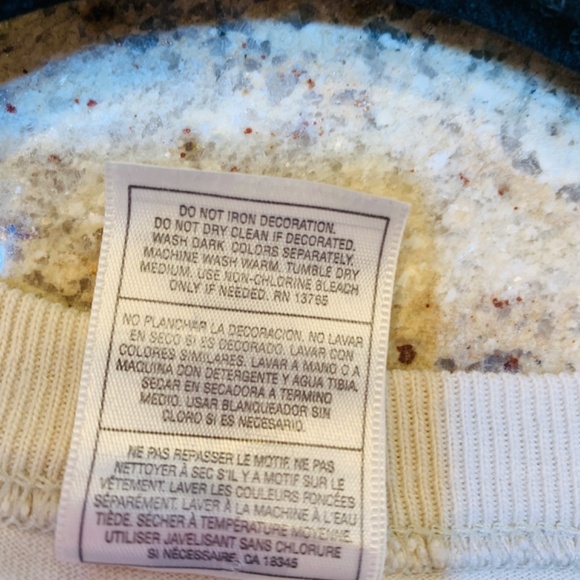 DO NOT IRON DECORATION.
DO NOT DRY CLEAN IF DECORATED.
WASH DARK COLORS SEPARATELY.
MACHINE WASH WARM. TUMBLE DRY
MEDIUM. USE NON-CHLORINE BLEACH
ONLY IF NEEDED. RN 13765
NO PLANCHAR LA DECORACION. NO LAVAR
EN SECO SI ES DECORADO. LAVAR CON
COLORES SIMILARES. LAVAR A MANO O A
MAQUINA CON DETERGENTE Y AGUA TIBIA.
SECAR EN SECADORA A TERMINO
MEDIO. USAR BLANQUEADOR SIN
CLORO SI ES NECESARIO.
NE PAS REPASSER LE MOTIF. NE PAS
NETTOYER À SEC S'IL Y A MOTIF SUR LE
VÊTEMENT. LAVER LES COULEURS FONCÉES
SÉPARÉMENT. LAVER À LA MACHINE À L'EAU
TIÈDE. SÉCHER À TEMPÉRATURE MOYENNE.
UTILISER JAVELISANT SANS CHLORURE
SI NÉCESSAIRE. CA 18345